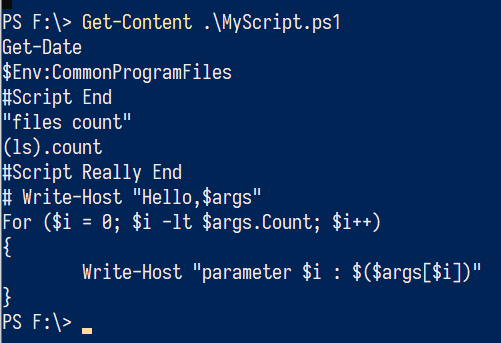 PS F:\> Get-Content .\MyScript.ps1
Get-Date
$Env:CommonProgramFiles
#Script End
"files count"
(ls).count
#Script Really End
# Write-Host "Hello,$args"
For ($i = 0; $i -lt $args.Count; $i++)
{
        Write-Host "parameter $i : $($args[$i])"
}
PS F:\>